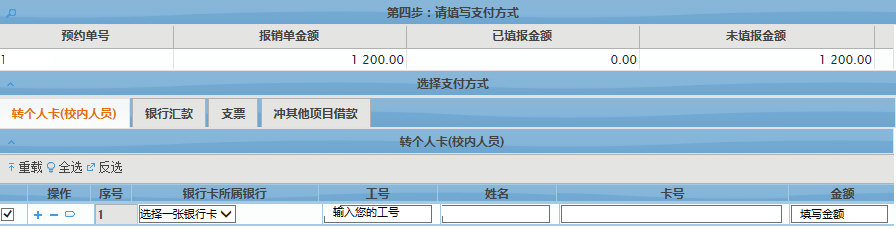 第四步：请填写支付方式
预约单号 报销单金额 已填报金额 未填报金额
1 1 200.00 0.00 1 200.00
选择支付方式
转个人卡(校内人员) 银行汇款 支票 冲其他项目借款
转个人卡(校内人员)
重载 全选 反选
操作 序号 银行卡所属银行 工号 姓名 卡号 金额
1 选择一张银行卡 输入您的工号 填写金额